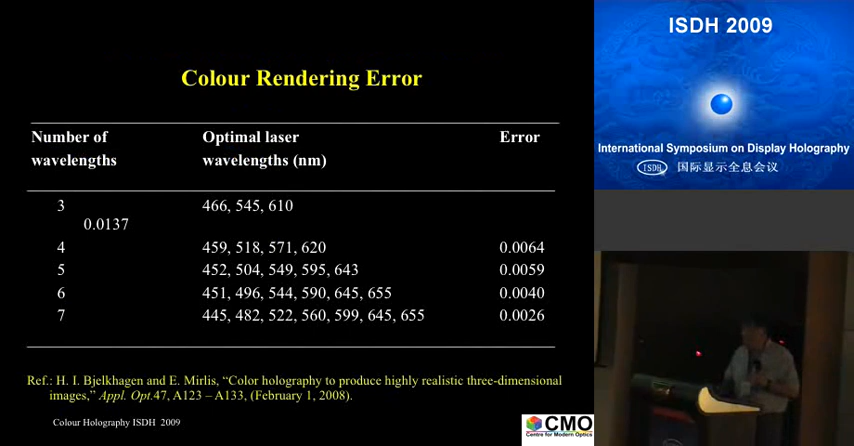 Colour Rendering Error
Number of wavelengths Optimal laser wavelengths (nm) Error
3 466, 545, 610
0.0137
4 459, 518, 571, 620 0.0064
5 452, 504, 549, 595, 643 0.0059
6 451, 496, 544, 590, 645, 655 0.0040
7 445, 482, 522, 560, 599, 645, 655 0.0026
Ref.: H. I. Bjelkhagen and E. Mirlis, “Color holography to produce highly realistic three-dimensional
images,” Appl. Opt.47, A123 – A133, (February 1, 2008).
Colour Holography ISDH 2009
CMO
Centre for Modern Optics
ISDH 2009
International Symposium on Display Holography
ISDH 国际显示全息会议